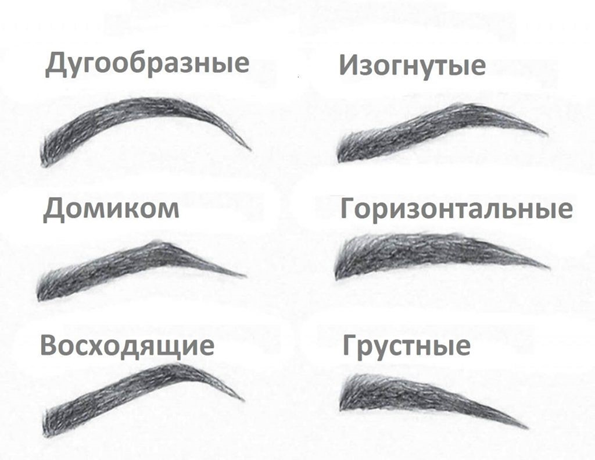 Дугообразные
Изогнутые
Домиком
Горизонтальные
Восходящие
Грустные